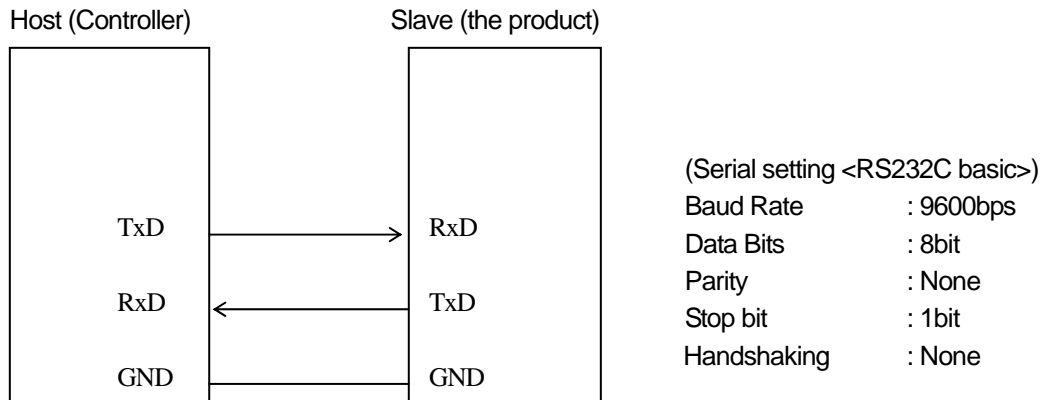 Host (Controller)
Slave (the product)
TxD
RxD
RxD
TxD
GND
GND
(Serial setting <RS232C basic>)
Baud Rate : 9600bps
Data Bits : 8bit
Parity : None
Stop bit : 1bit
Handshaking : None